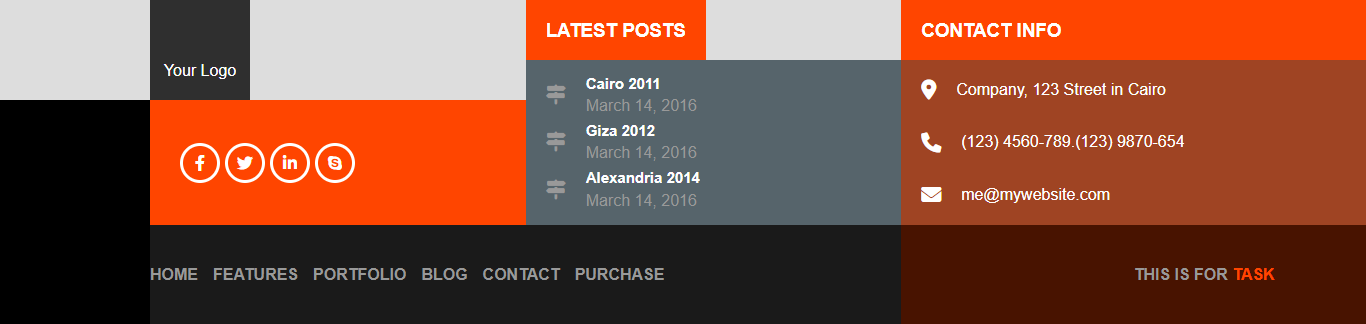 Your Logo
LATEST POSTS
Cairo 2011
March 14, 2016
Giza 2012
March 14, 2016
Alexandria 2014
March 14, 2016
CONTACT INFO
Company, 123 Street in Cairo
(123) 4560-789.(123) 9870-654
me@mywebsite.com
HOME FEATURES PORTFOLIO BLOG CONTACT PURCHASE
THIS IS FOR TASK